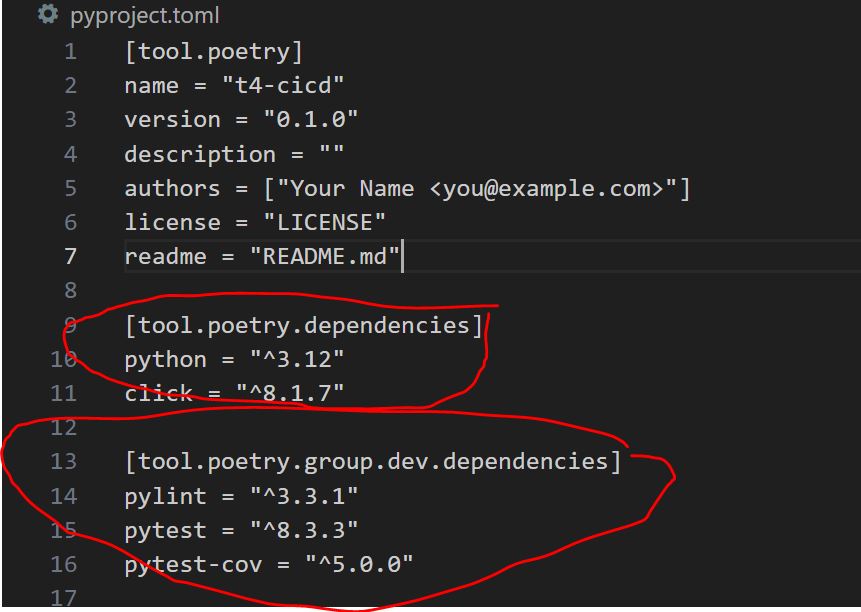 pyproject.toml
1 [tool.poetry]
2 name = "t4-cicd"
3 version = "0.1.0"
4 description = ""
5 authors = ["Your Name <you@example.com>"]
6 license = "LICENSE"
7 readme = "README.md"
8
9 [tool.poetry.dependencies]
10 python = "^3.12"
11 click = "^8.1.7"
12
13 [tool.poetry.group.dev.dependencies]
14 pylint = "^3.3.1"
15 pytest = "^8.3.3"
16 pytest-cov = "^5.0.0"
17